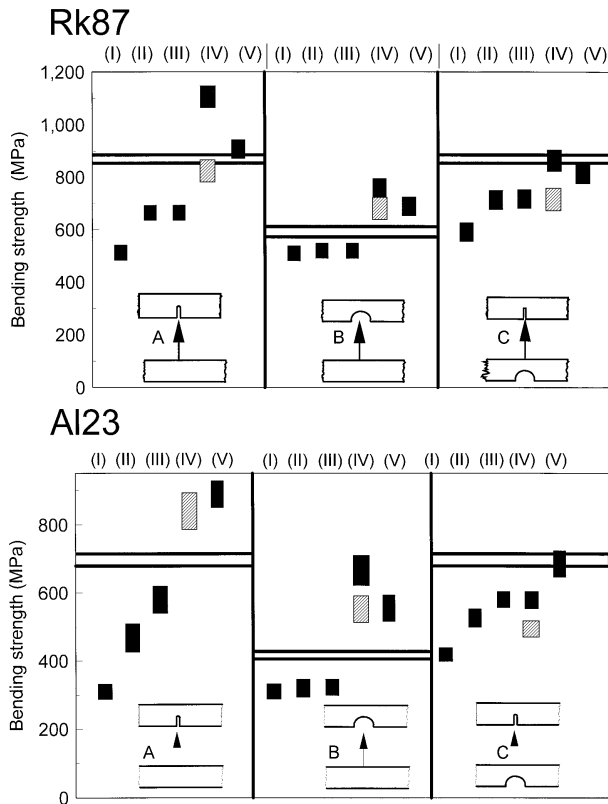 Rk87
(I) (II) (III) (IV) (V) (I) (II) (III) (IV) (V) (I) (II) (III) (IV) (V)
1,200
1,000
800
600
400
200
0
Bending strength (MPa)
A B C
Al23
(I) (II) (III) (IV) (V) (I) (II) (III) (IV) (V) (I) (II) (III) (IV) (V)
800
600
400
200
0
Bending strength (MPa)
A B C